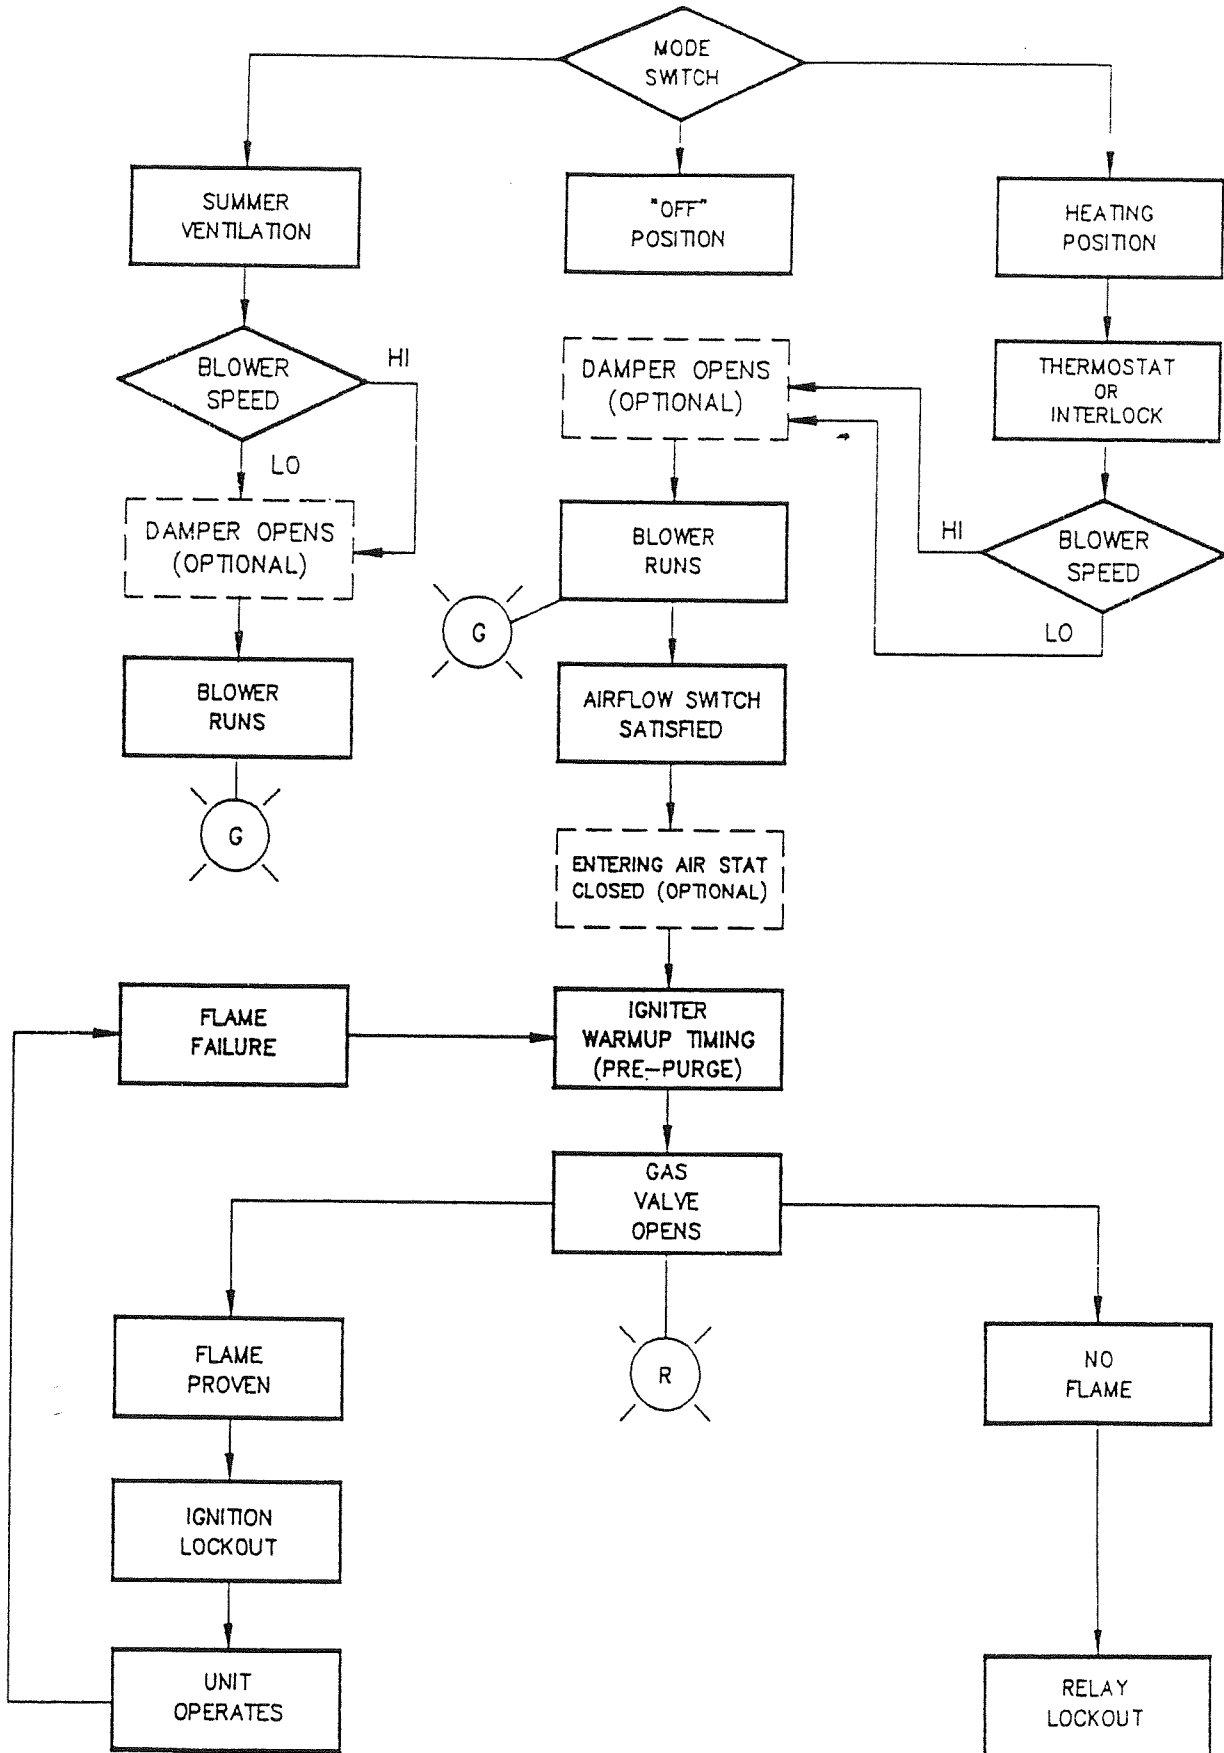 MODE
SWITCH
SUMMER
VENTILATION
"OFF"
POSITION
HEATING
POSITION
BLOWER
SPEED
HI
LO
DAMPER OPENS
(OPTIONAL)
THERMOSTAT
OR
INTERLOCK
DAMPER OPENS
(OPTIONAL)
BLOWER
RUNS
HI
BLOWER
SPEED
LO
G
BLOWER
RUNS
AIRFLOW SWITCH
SATISFIED
G
ENTERING AIR STAT
CLOSED (OPTIONAL)
FLAME
FAILURE
IGNITER
WARMUP TIMING
(PRE-PURGE)
GAS
VALVE
OPENS
FLAME
PROVEN
R
NO
FLAME
IGNITION
LOCKOUT
UNIT
OPERATES
RELAY
LOCKOUT